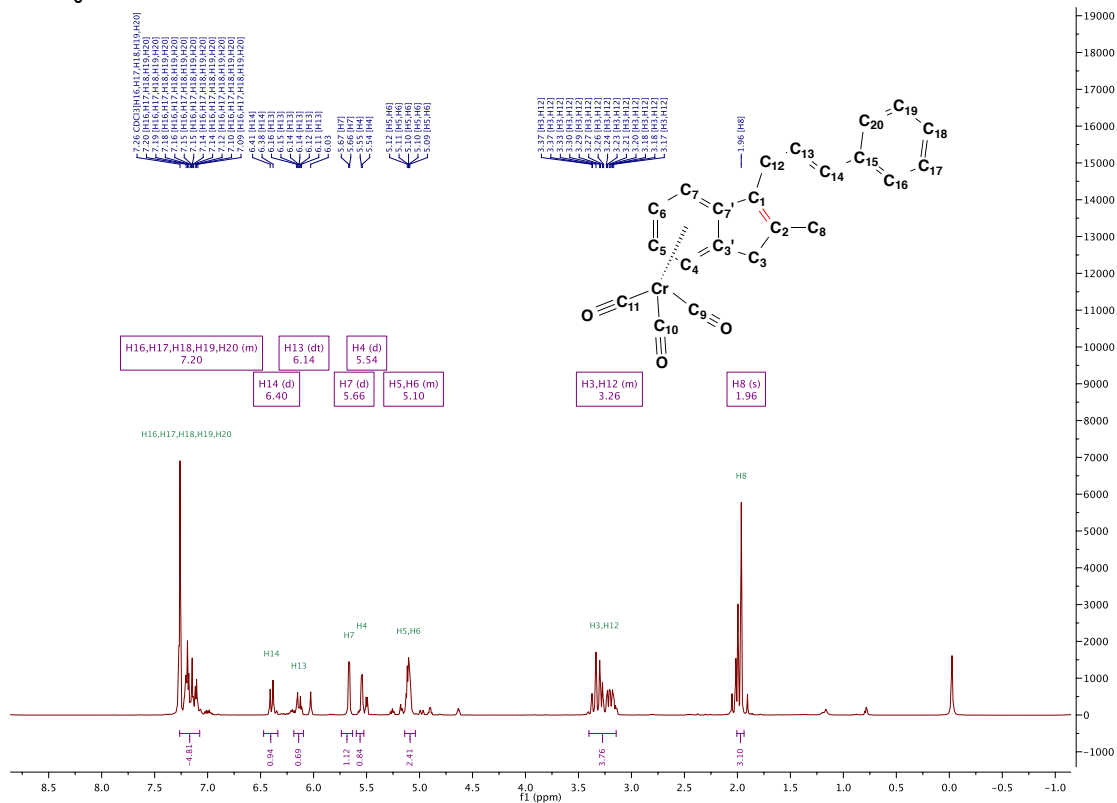 7.26 CDCl3[H16,H17,H18,H19,H20]
7.20 [H16,H17,H18,H19,H20]
7.19 [H16,H17,H18,H19,H20]
7.18 [H16,H17,H18,H19,H20]
7.16 [H16,H17,H18,H19,H20]
7.15 [H16,H17,H18,H19,H20]
7.15 [H16,H17,H18,H19,H20]
7.14 [H16,H17,H18,H19,H20]
7.14 [H16,H17,H18,H19,H20]
7.12 [H16,H17,H18,H19,H20]
7.10 [H16,H17,H18,H19,H20]
7.09 [H16,H17,H18,H19,H20]
6.41 [H14]
6.38 [H14]
6.16 [H13]
6.15 [H13]
6.14 [H13]
6.14 [H13]
6.12 [H13]
6.11 [H13]
6.03
5.67 [H7]
5.66 [H7]
5.55 [H4]
5.54 [H4]
5.12 [H5,H6]
5.11 [H5,H6]
5.10 [H5,H6]
5.10 [H5,H6]
5.09 [H5,H6]
3.37 [H3,H12]
3.37 [H3,H12]
3.33 [H3,H12]
3.30 [H3,H12]
3.29 [H3,H12]
3.27 [H3,H12]
3.26 [H3,H12]
3.24 [H3,H12]
3.23 [H3,H12]
3.21 [H3,H12]
3.20 [H3,H12]
3.18 [H3,H12]
3.18 [H3,H12]
3.17 [H3,H12]
1.96 [H8]
C19
C20
C18
C13
C12
C15
C17
C14
C16
C7
C1
C6
C7'
C2
C8
C5
C3'
C4
C3
Cr
O
C11
C9
C10
O
O
H16,H17,H18,H19,H20 (m)
7.20
H13 (dt)
6.14
H4 (d)
5.54
H14 (d)
6.40
H7 (d)
5.66
H5,H6 (m)
5.10
H3,H12 (m)
3.26
H8 (s)
1.96
H16,H17,H18,H19,H20
H14
H13
H7
H4
H5,H6
H3,H12
H8
4.81
0.94
0.69
1.12
0.84
2.41
3.76
3.10
8.5
8.0
7.5
7.0
6.5
6.0
5.5
5.0
4.5
4.0
3.5
3.0
2.5
2.0
1.5
1.0
0.5
0.0
−0.5
−1.0
f1 (ppm)
19000
18000
17000
16000
15000
14000
13000
12000
11000
10000
9000
8000
7000
6000
5000
4000
3000
2000
1000
0
−1000